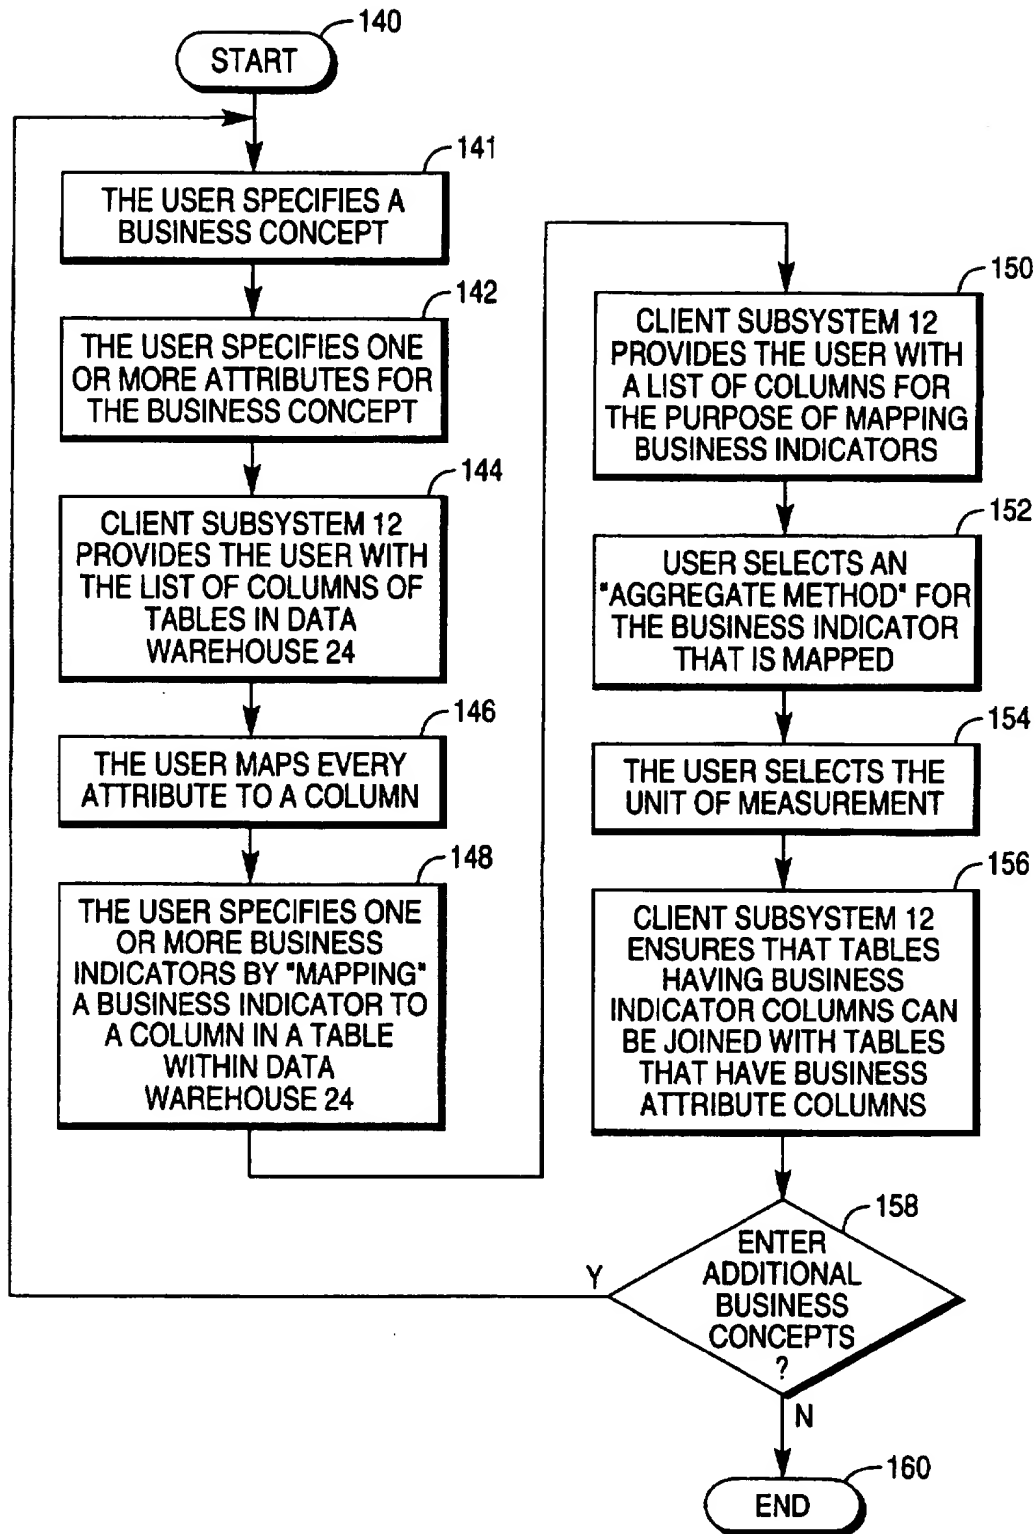 140
START
141
THE USER SPECIFIES A
BUSINESS CONCEPT
142
THE USER SPECIFIES ONE
OR MORE ATTRIBUTES FOR
THE BUSINESS CONCEPT
144
CLIENT SUBSYSTEM 12
PROVIDES THE USER WITH
THE LIST OF COLUMNS OF
TABLES IN DATA
WAREHOUSE 24
146
THE USER MAPS EVERY
ATTRIBUTE TO A COLUMN
148
THE USER SPECIFIES ONE
OR MORE BUSINESS
INDICATORS BY "MAPPING"
A BUSINESS INDICATOR TO
A COLUMN IN A TABLE
WITHIN DATA
WAREHOUSE 24
150
CLIENT SUBSYSTEM 12
PROVIDES THE USER WITH
A LIST OF COLUMNS FOR
THE PURPOSE OF MAPPING
BUSINESS INDICATORS
152
USER SELECTS AN
"AGGREGATE METHOD" FOR
THE BUSINESS INDICATOR
THAT IS MAPPED
154
THE USER SELECTS THE
UNIT OF MEASUREMENT
156
CLIENT SUBSYSTEM 12
ENSURES THAT TABLES
HAVING BUSINESS
INDICATOR COLUMNS CAN
BE JOINED WITH TABLES
THAT HAVE BUSINESS
ATTRIBUTE COLUMNS
158
ENTER
ADDITIONAL
BUSINESS
CONCEPTS
?
Y
N
160
END